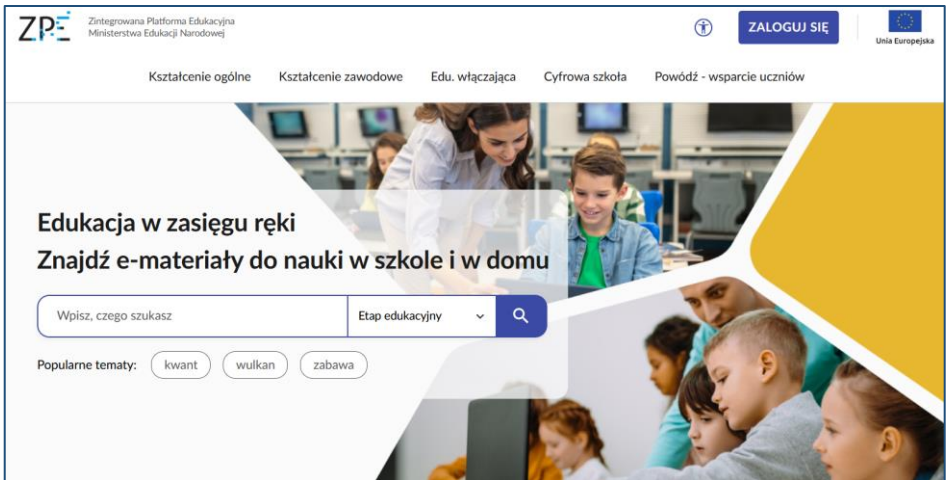 ZPE
Zintegrowana Platforma Edukacyjna
Ministerstwa Edukacji Narodowej
ZALOGUJ SIĘ
Unia Europejska
Kształcenie ogólne Kształcenie zawodowe Edu. włączająca Cyfrowa szkoła Powódź - wsparcie uczniów
Edukacja w zasięgu ręki
Znajdź e-materiały do nauki w szkole i w domu
Wpisz, czego szukasz Etap edukacyjny
Popularne tematy: kwant wulkan zabawa